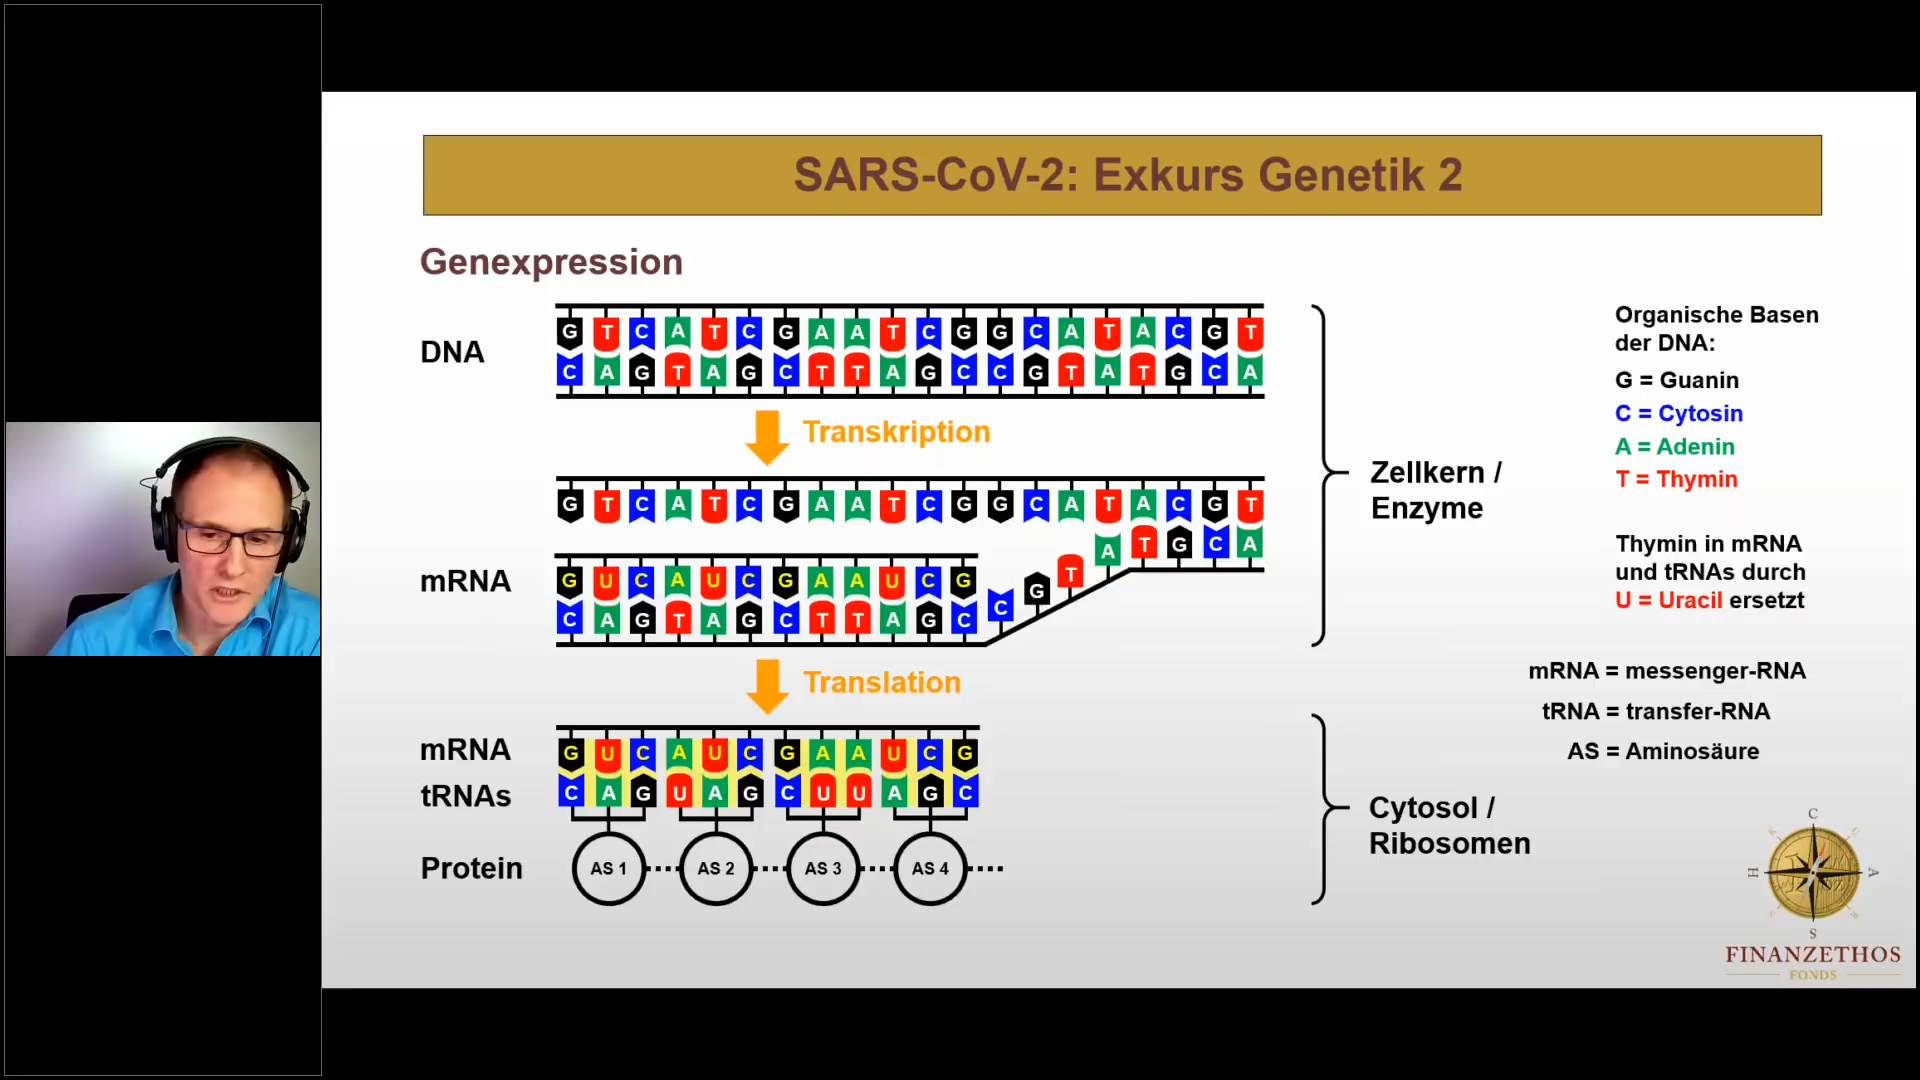 SARS-CoV-2: Exkurs Genetik 2
Genexpression
DNA
G T C A T C G A A T C G G C A T A C G T
C A G T A G C T T A G C C G T A T G C A
Transkription
G T C A T C G A A T C G G C A T A C G T
mRNA
G U C A U C G A A U C G
C A G T A G C T T A G C C G T A T G C A
Translation
mRNA
G U C A U C G A A U C G
tRNAs
C A G U A G C U U A G C
Protein
AS 1 AS 2 AS 3 AS 4
Zellkern /
Enzyme
Cytosol /
Ribosomen
Organische Basen
der DNA:
G = Guanin
C = Cytosin
A = Adenin
T = Thymin
Thymin in mRNA
und tRNAs durch
U = Uracil ersetzt
mRNA = messenger-RNA
tRNA = transfer-RNA
AS = Aminosäure
C
H
A
S
FINANZETHOS
FONDS